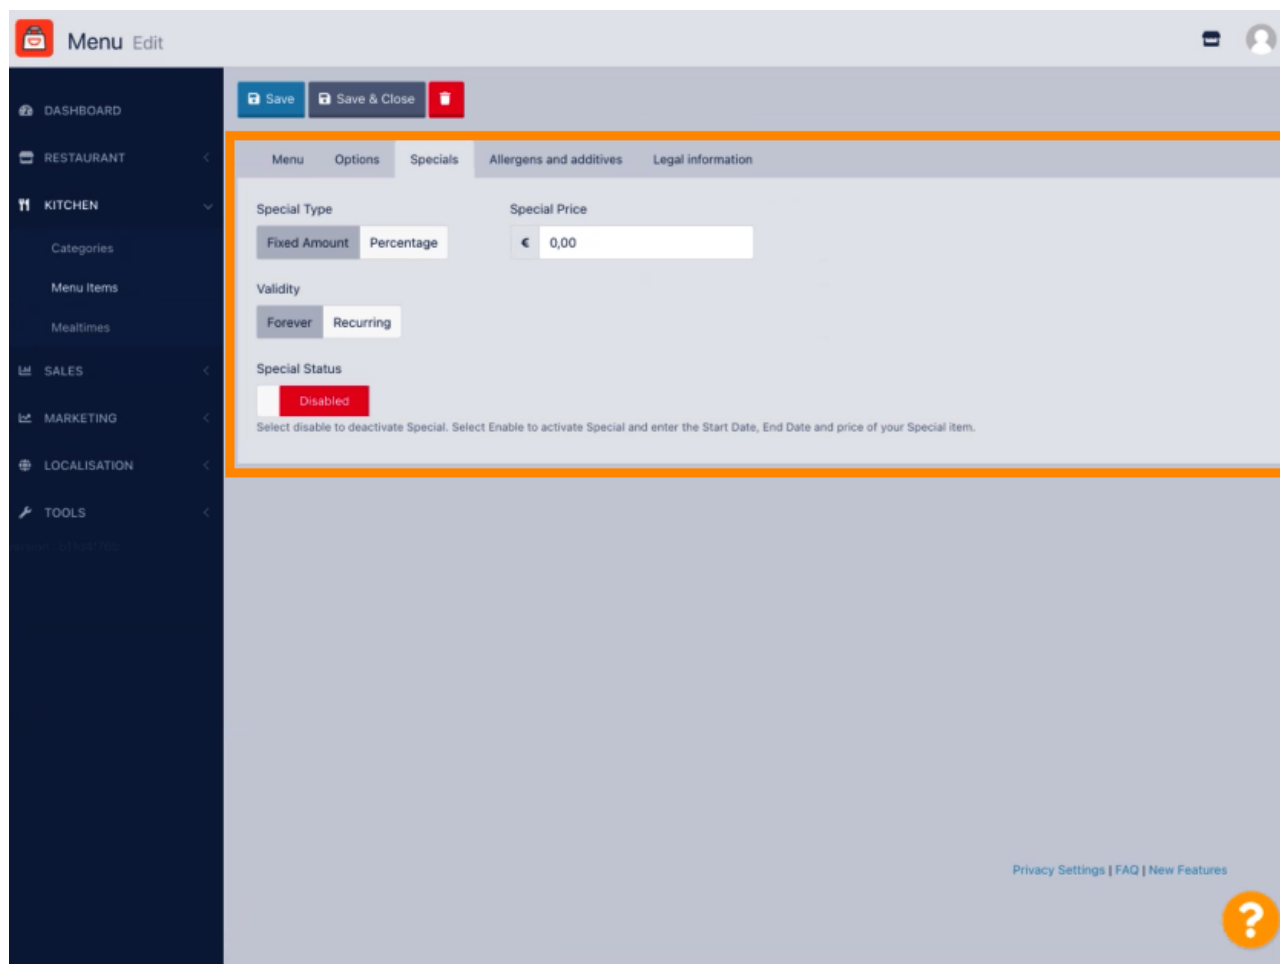 Menu Edit
Save
Save & Close
DASHBOARD
RESTAURANT
KITCHEN
Categories
Menu Items
Mealtimes
SALES
MARKETING
LOCALISATION
TOOLS
Menu Options Specials Allergens and additives Legal information
Special Type Special Price
Fixed Amount Percentage € 0,00
Validity
Forever Recurring
Special Status
Disabled
Select disable to deactivate Special. Select Enable to activate Special and enter the Start Date, End Date and price of your Special item.
Privacy Settings | FAQ | New Features
?